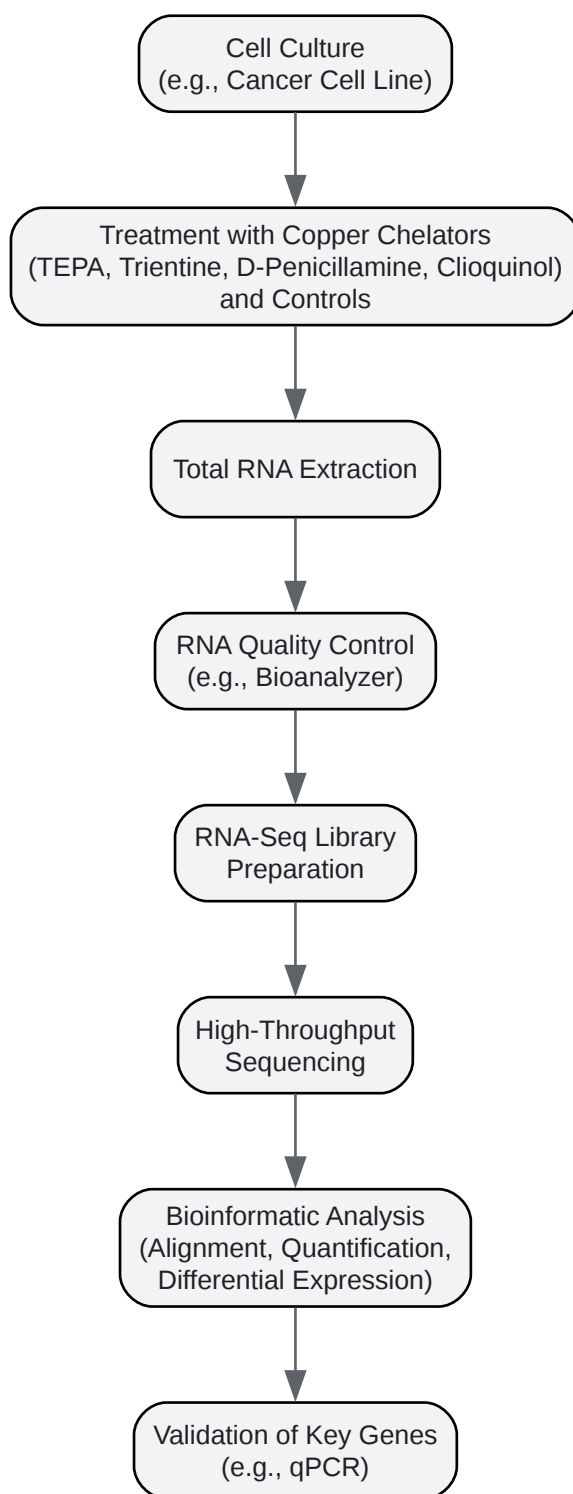 Cell Culture
(e.g., Cancer Cell Line)
Treatment with Copper Chelators
(TEPA, Trientine, D-Penicillamine, Clioquinol)
and Controls
Total RNA Extraction
RNA Quality Control
(e.g., Bioanalyzer)
RNA-Seq Library
Preparation
High-Throughput
Sequencing
Bioinformatic Analysis
(Alignment, Quantification,
Differential Expression)
Validation of Key Genes
(e.g., qPCR)